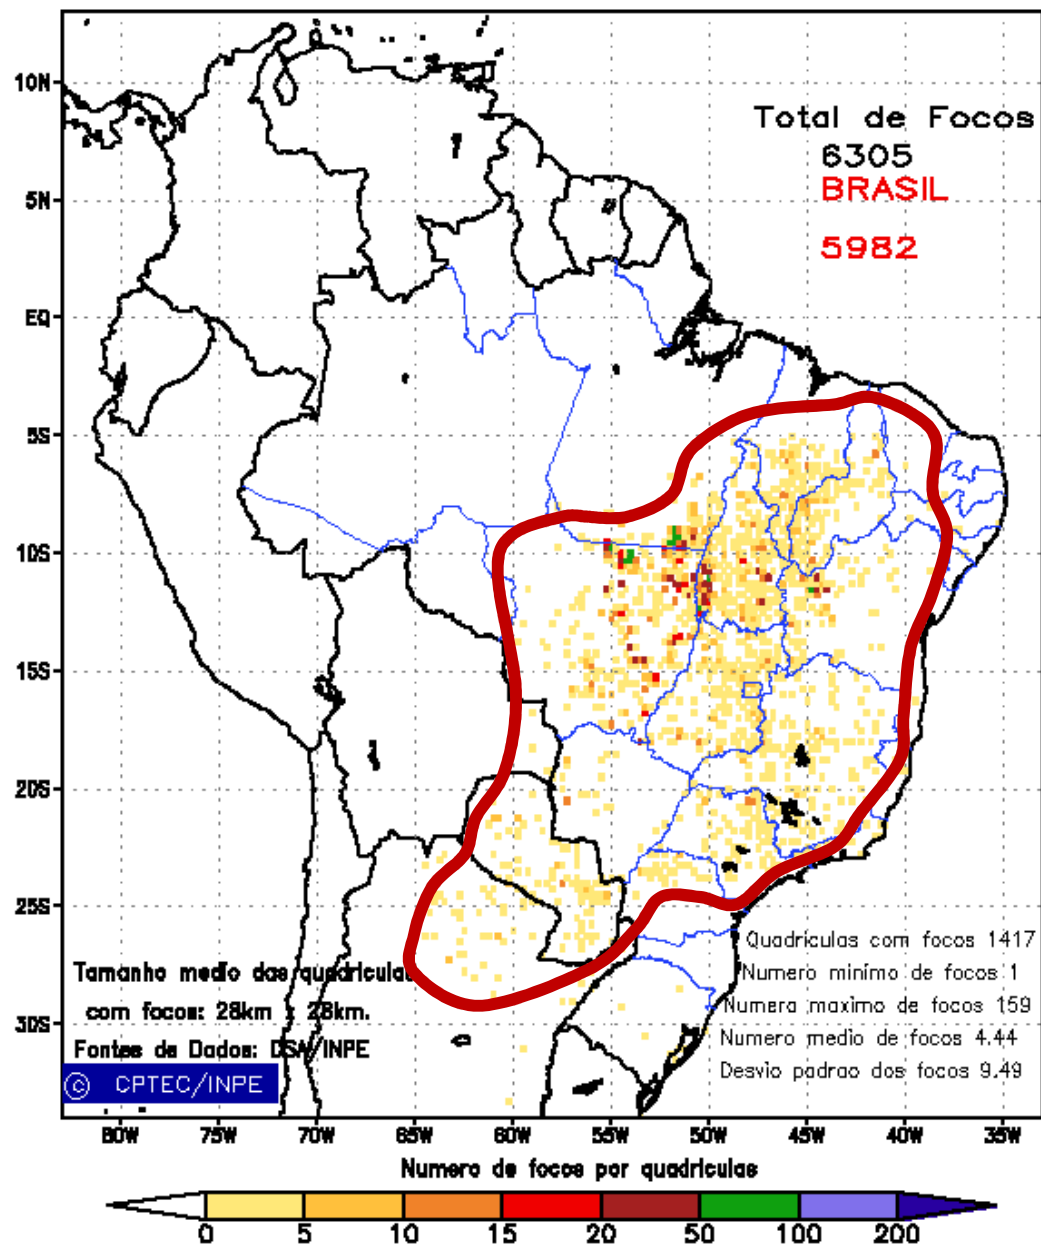 Total de Focos
6305
BRASIL
5982
10N
5N
EQ
5S
10S
15S
20S
25S
30S
Quadrículas com focos 1417
Numero minimo de focos 1
Numero maximo de focos 159
Numero medio de focos 4.44
Desvio padrao dos focos 9.49
Tamanho medio das quadriculas
com focos: 28km x 28km.
Fontes de Dados: DSA/INPE
© CPTEC/INPE
80W 75W 70W 65W 60W 55W 50W 45W 40W 35W
Numero de focos por quadriculas
0 5 10 15 20 50 100 200